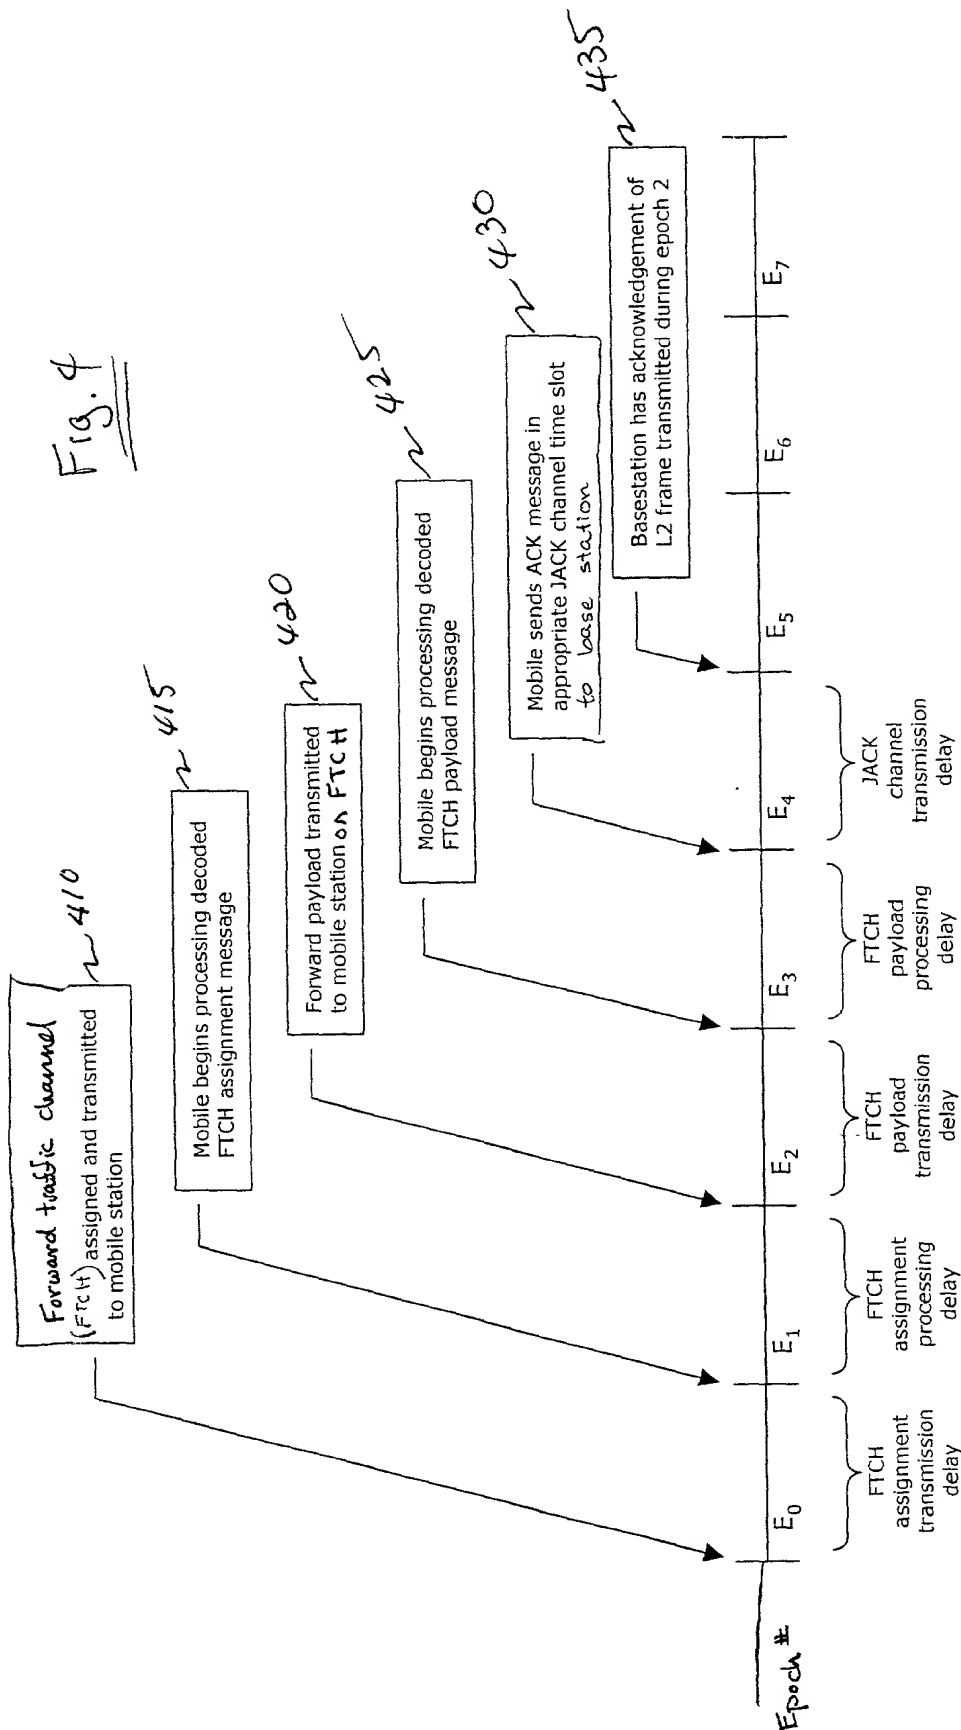 Fig. 4
Forward traffic channel
(FTCH) assigned and transmitted
to mobile station
410
Mobile begins processing decoded
FTCH assignment message
415
Forward payload transmitted
to mobile station on FTCH
420
Mobile begins processing decoded
FTCH payload message
425
Mobile sends ACK message in
appropriate JACK channel time slot
to base station
430
Basestation has acknowledgement of
L2 frame transmitted during epoch 2
435
Epoch #
E0
E1
E2
E3
E4
E5
E6
E7
FTCH
assignment
transmission
delay
FTCH
assignment
processing
delay
FTCH
payload
transmission
delay
FTCH
payload
processing
delay
JACK
channel
transmission
delay